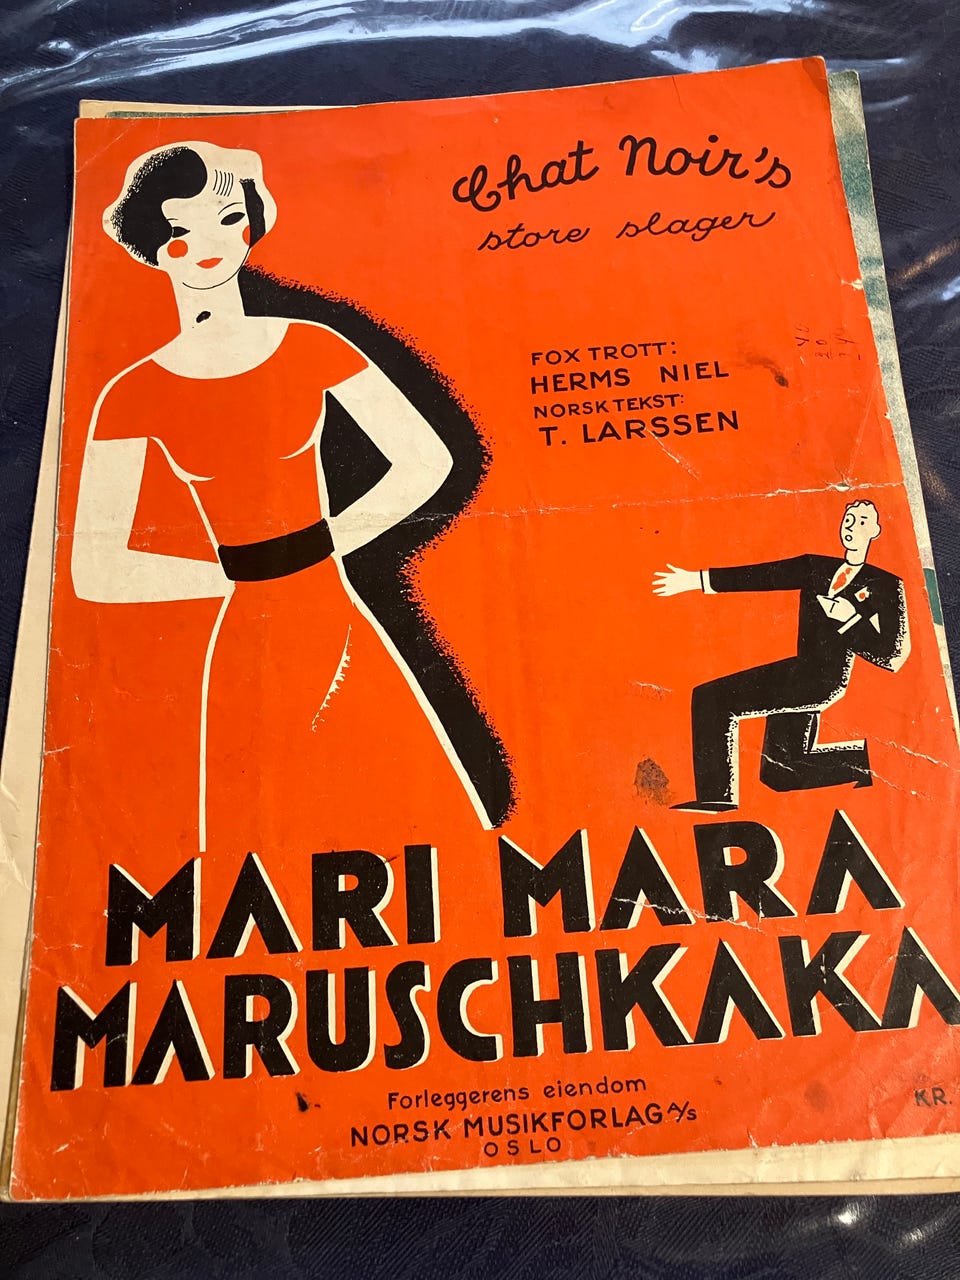 Chat Noir's
store slager
FOX TROTT:
HERMS NIEL
NORSK TEKST:
T. LARSSEN
MARI MARA
MARUSCHKAKA
Forleggerens eiendom
NORSK MUSIKFORLAG A/S
OSLO
KR.